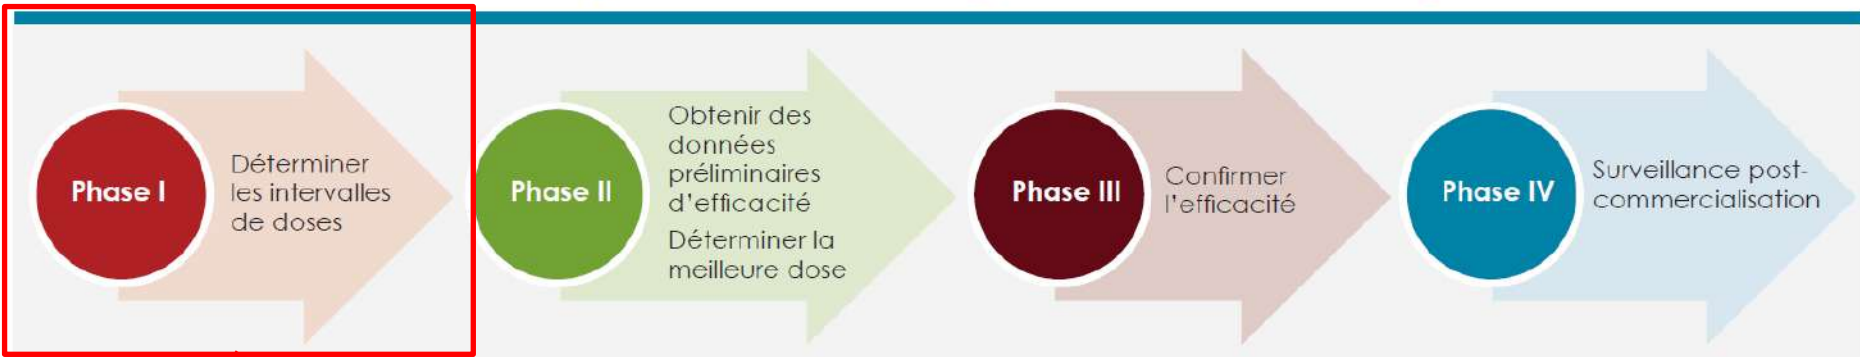 Phase I
Déterminer
les intervalles
de doses
Phase II
Obtenir des
données
préliminaires
d'efficacité
Déterminer la
meilleure dose
Phase III
Confirmer
l'efficacité
Phase IV
Surveillance post-
commercialisation